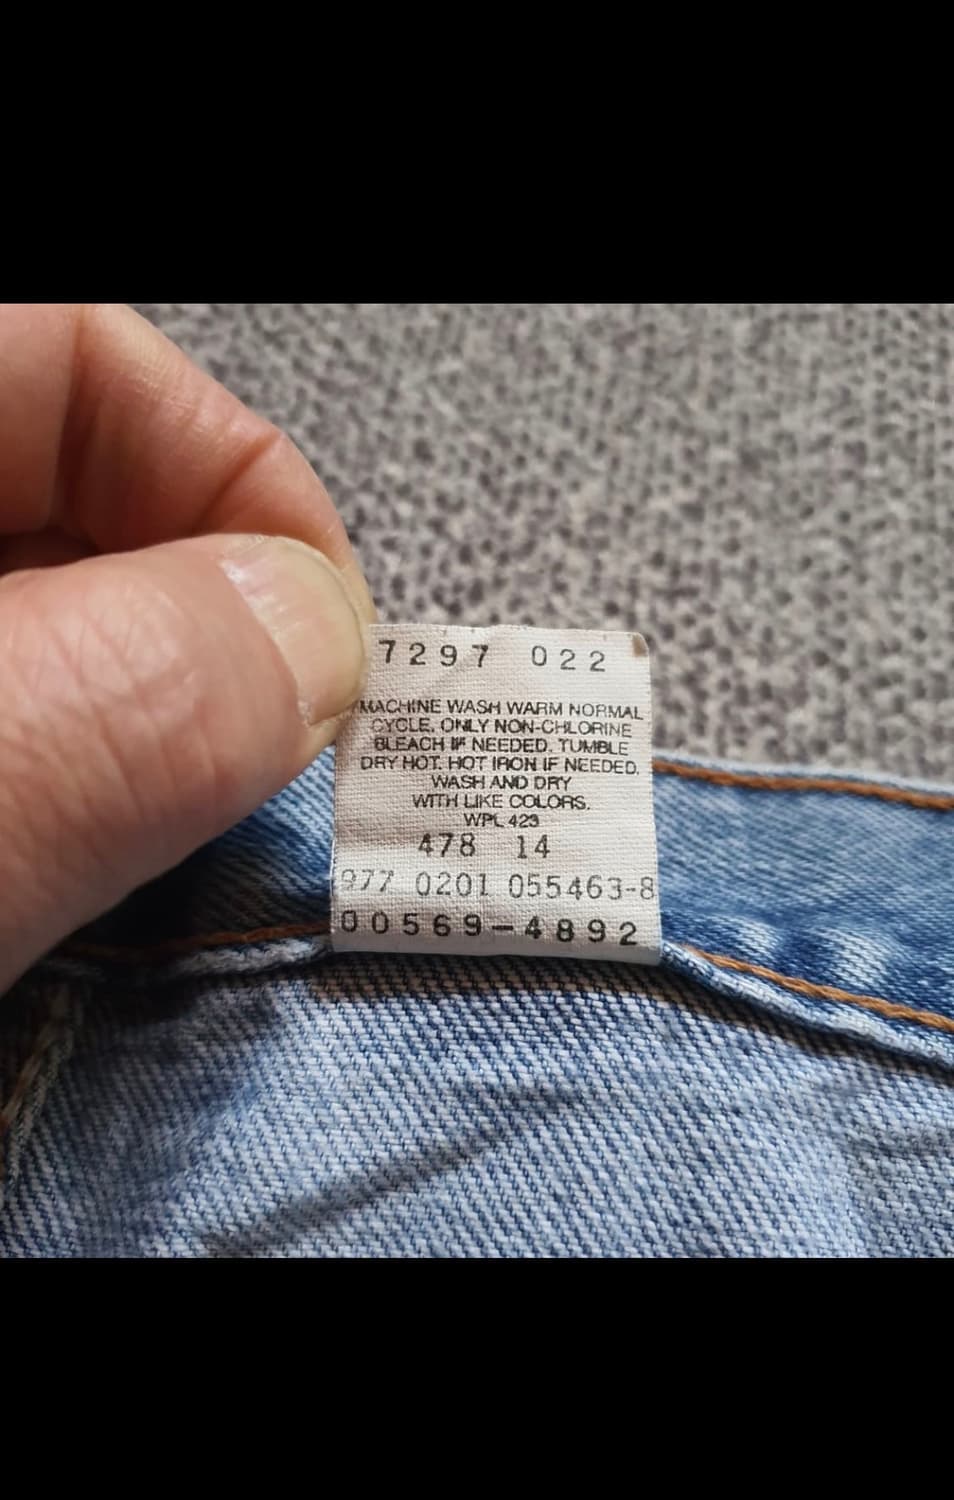 7297 022
MACHINE WASH WARM NORMAL
CYCLE. ONLY NON-CHLORINE
BLEACH IF NEEDED. TUMBLE
DRY HOT. HOT IRON IF NEEDED.
WASH AND DRY
WITH LIKE COLORS.
WPL 423
478 14
977 0201 055463-8
00569-4892